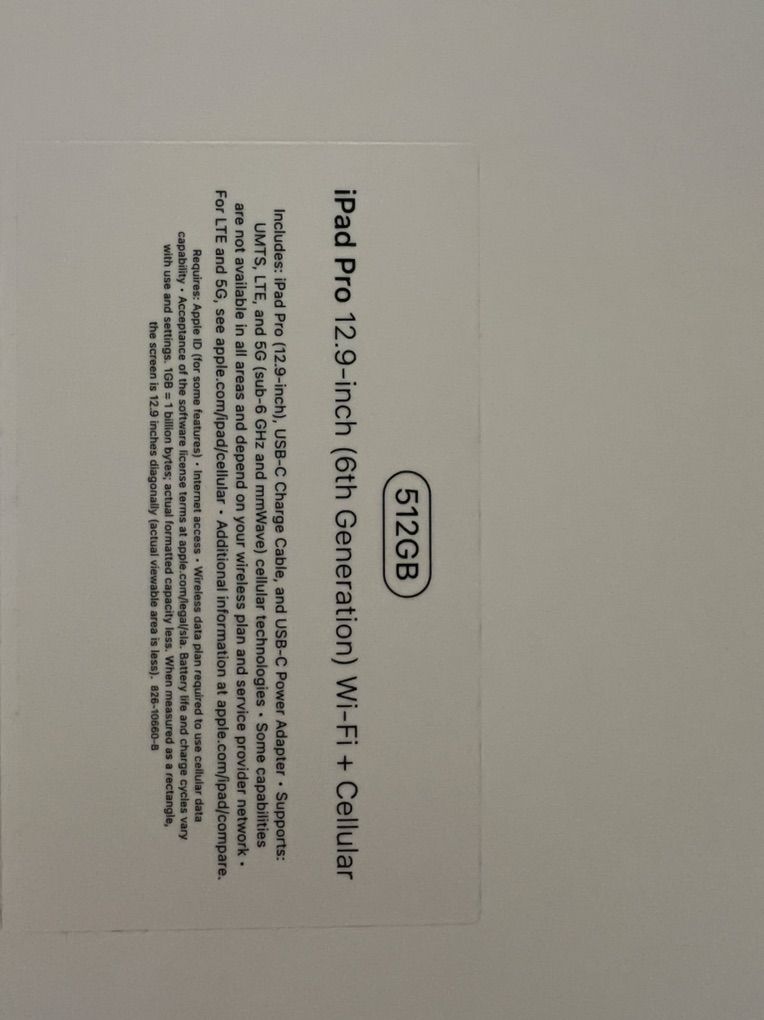 512GB
iPad Pro 12.9-inch (6th Generation) Wi-Fi + Cellular
Includes: iPad Pro (12.9-inch), USB-C Charge Cable, and USB-C Power Adapter • Supports:
UMTS, LTE, and 5G (sub-6 GHz and mmWave) cellular technologies • Some capabilities
are not available in all areas and depend on your wireless plan and service provider network •
For LTE and 5G, see apple.com/ipad/cellular • Additional information at apple.com/ipad/compare.
Requires: Apple ID (for some features) • Internet access • Wireless data plan required to use cellular data
capability • Acceptance of the software license terms at apple.com/legal/sla. Battery life and charge cycles vary
with use and settings. 1GB = 1 billion bytes; actual formatted capacity less. When measured as a rectangle,
the screen is 12.9 inches diagonally (actual viewable area is less). 826-10660-B